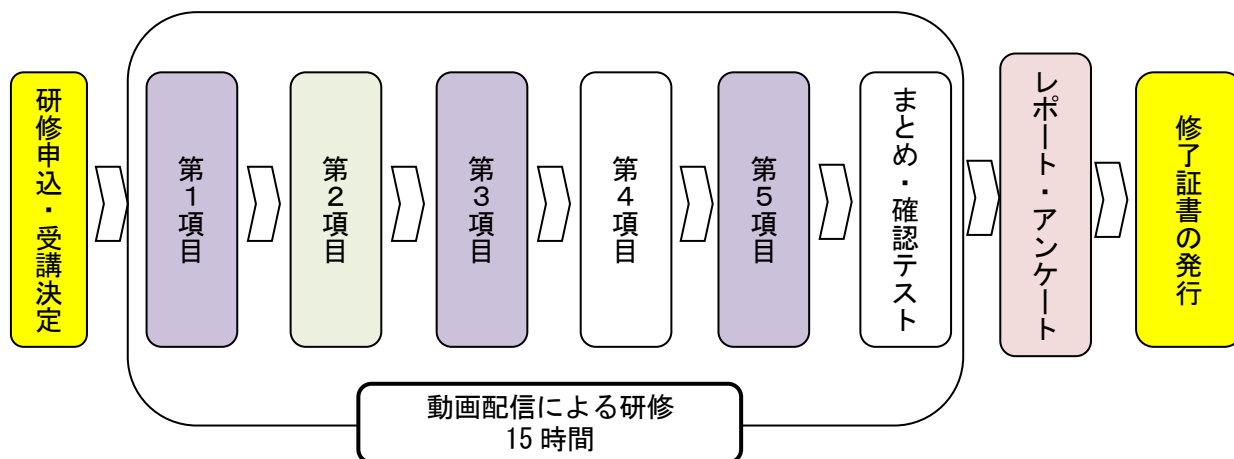 研修申込・受講決定
第１項目
第２項目
第３項目
第４項目
第５項目
まとめ・確認テスト
レポート・アンケート
修了証書の発行
動画配信による研修
15 時間